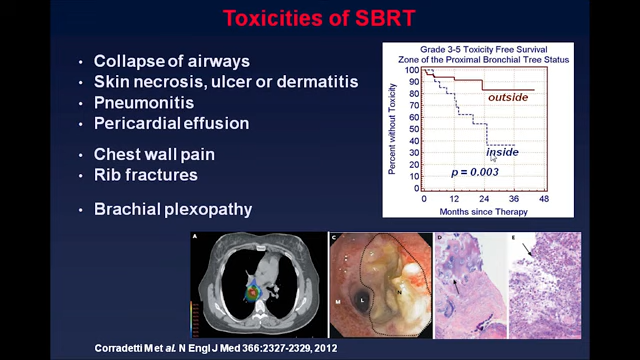 Toxicities of SBRT
• Collapse of airways
• Skin necrosis, ulcer or dermatitis
• Pneumonitis
• Pericardial effusion
• Chest wall pain
• Rib fractures
• Brachial plexopathy
Grade 3-5 Toxicity Free Survival
Zone of the Proximal Bronchial Tree Status
Percent without Toxicity
100
90
80
70
60
50
40
30
20
10
0
outside
inside
p = 0.003
0 12 24 36 48
Months since Therapy
A
C
M
L
N
D
E
Corradetti M et al. N Engl J Med 366:2327-2329, 2012